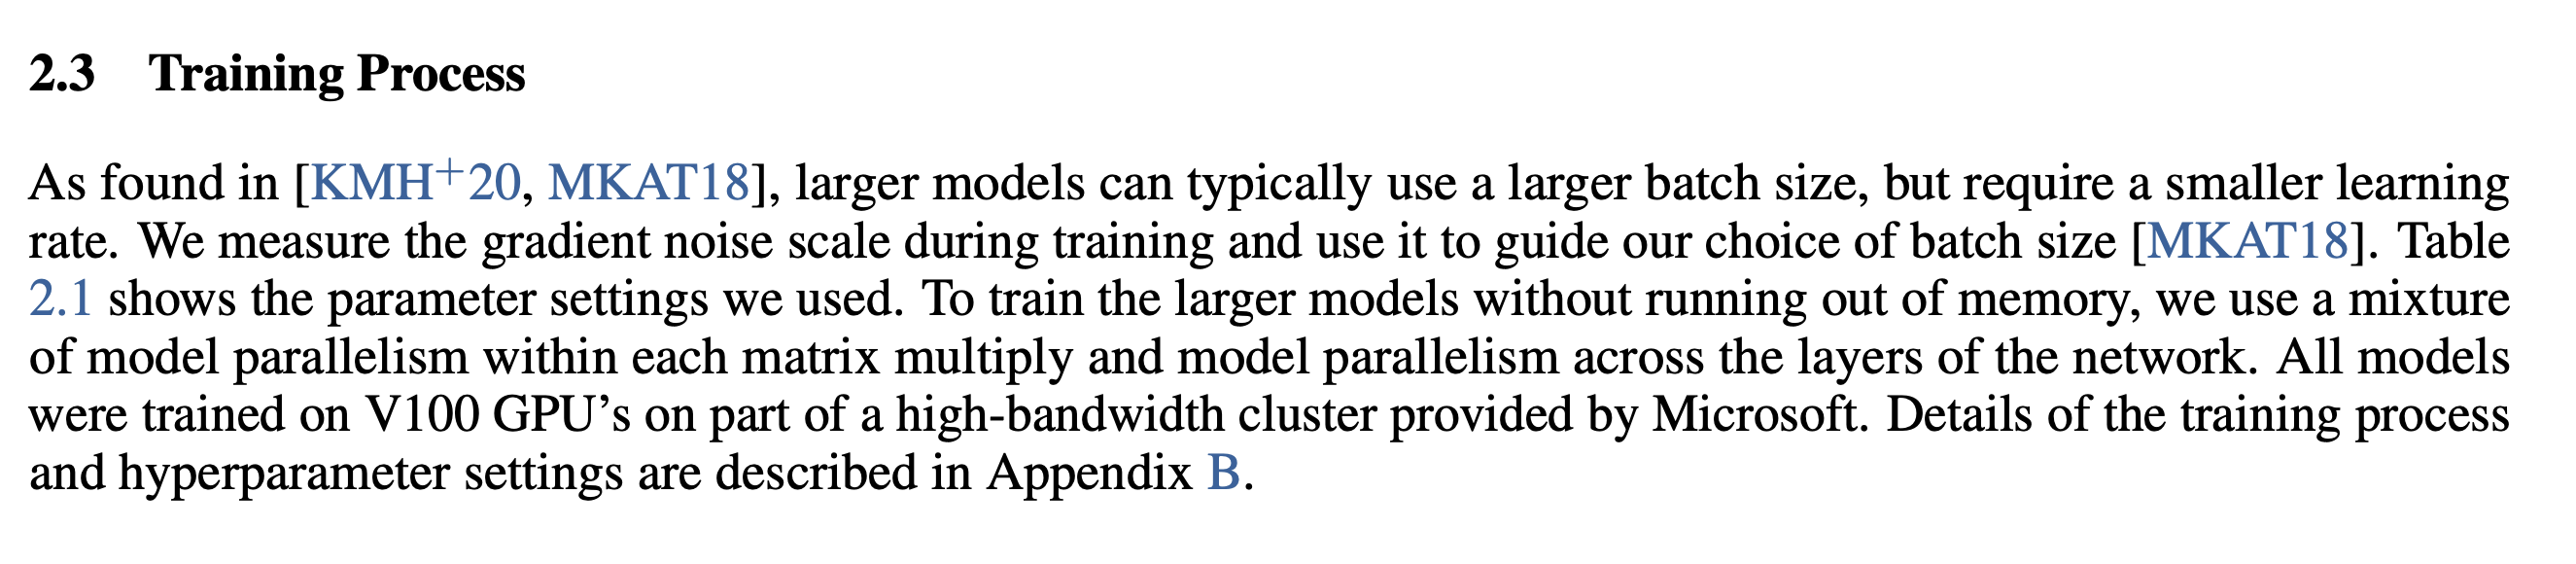 2.3 Training Process
As found in [KMH+20, MKAT18], larger models can typically use a larger batch size, but require a smaller learning
rate. We measure the gradient noise scale during training and use it to guide our choice of batch size [MKAT18]. Table
2.1 shows the parameter settings we used. To train the larger models without running out of memory, we use a mixture
of model parallelism within each matrix multiply and model parallelism across the layers of the network. All models
were trained on V100 GPU’s on part of a high-bandwidth cluster provided by Microsoft. Details of the training process
and hyperparameter settings are described in Appendix B.